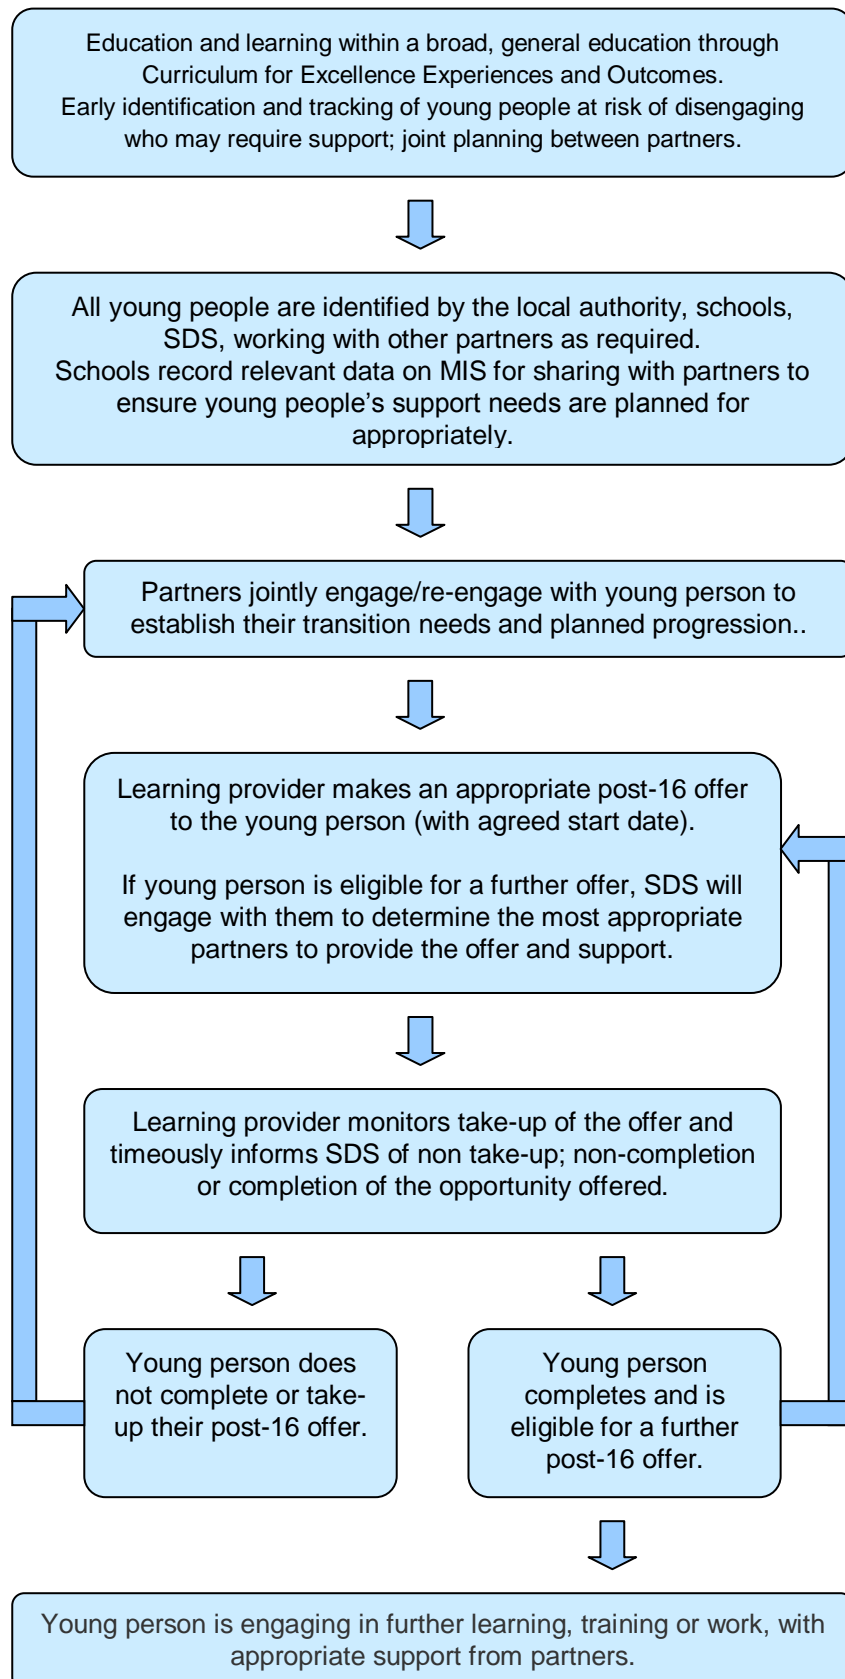 Education and learning within a broad, general education through
Curriculum for Excellence Experiences and Outcomes.
Early identification and tracking of young people at risk of disengaging
who may require support; joint planning between partners.
All young people are identified by the local authority, schools,
SDS, working with other partners as required.
Schools record relevant data on MIS for sharing with partners to
ensure young people’s support needs are planned for
appropriately.
Partners jointly engage/re-engage with young person to
establish their transition needs and planned progression..
Learning provider makes an appropriate post-16 offer
to the young person (with agreed start date).
If young person is eligible for a further offer, SDS will
engage with them to determine the most appropriate
partners to provide the offer and support.
Learning provider monitors take-up of the offer and
timeously informs SDS of non take-up; non-completion
or completion of the opportunity offered.
Young person does
not complete or take-
up their post-16 offer.
Young person
completes and is
eligible for a further
post-16 offer.
Young person is engaging in further learning, training or work, with
appropriate support from partners.